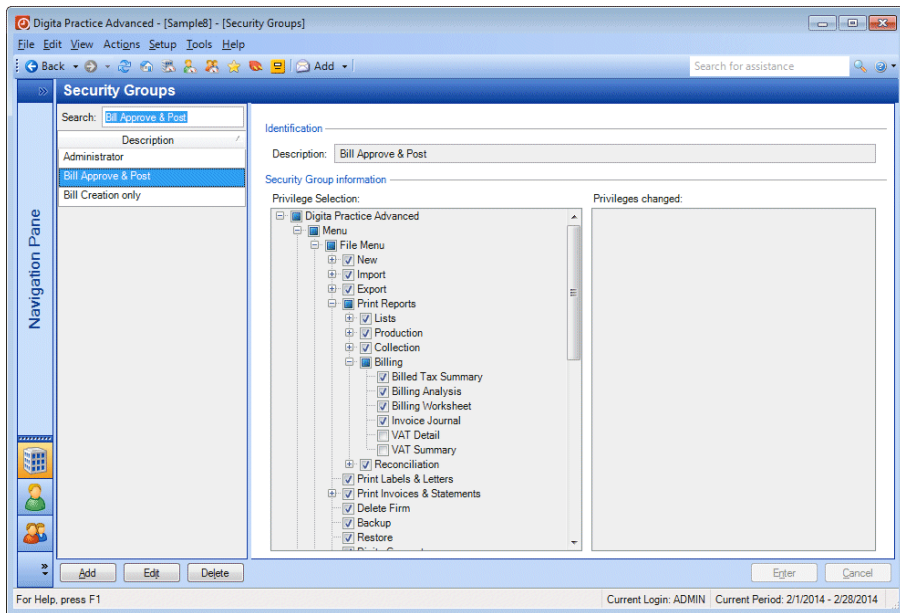 Digita Practice Advanced - [Sample8] - [Security Groups]
File Edit View Actions Setup Tools Help
Back Add Search for assistance
Security Groups
Navigation Pane
Search: Bill Approve & Post
Description
Administrator
Bill Approve & Post
Bill Creation only
Identification
Description: Bill Approve & Post
Security Group information
Privilege Selection: Privileges changed:
Digita Practice Advanced
Menu
File Menu
New
Import
Export
Print Reports
Lists
Production
Collection
Billing
Billed Tax Summary
Billing Analysis
Billing Worksheet
Invoice Journal
VAT Detail
VAT Summary
Reconciliation
Print Labels & Letters
Print Invoices & Statements
Delete Firm
Backup
Restore
Add Edit Delete Enter Cancel
For Help, press F1 Current Login: ADMIN Current Period: 2/1/2014 - 2/28/2014